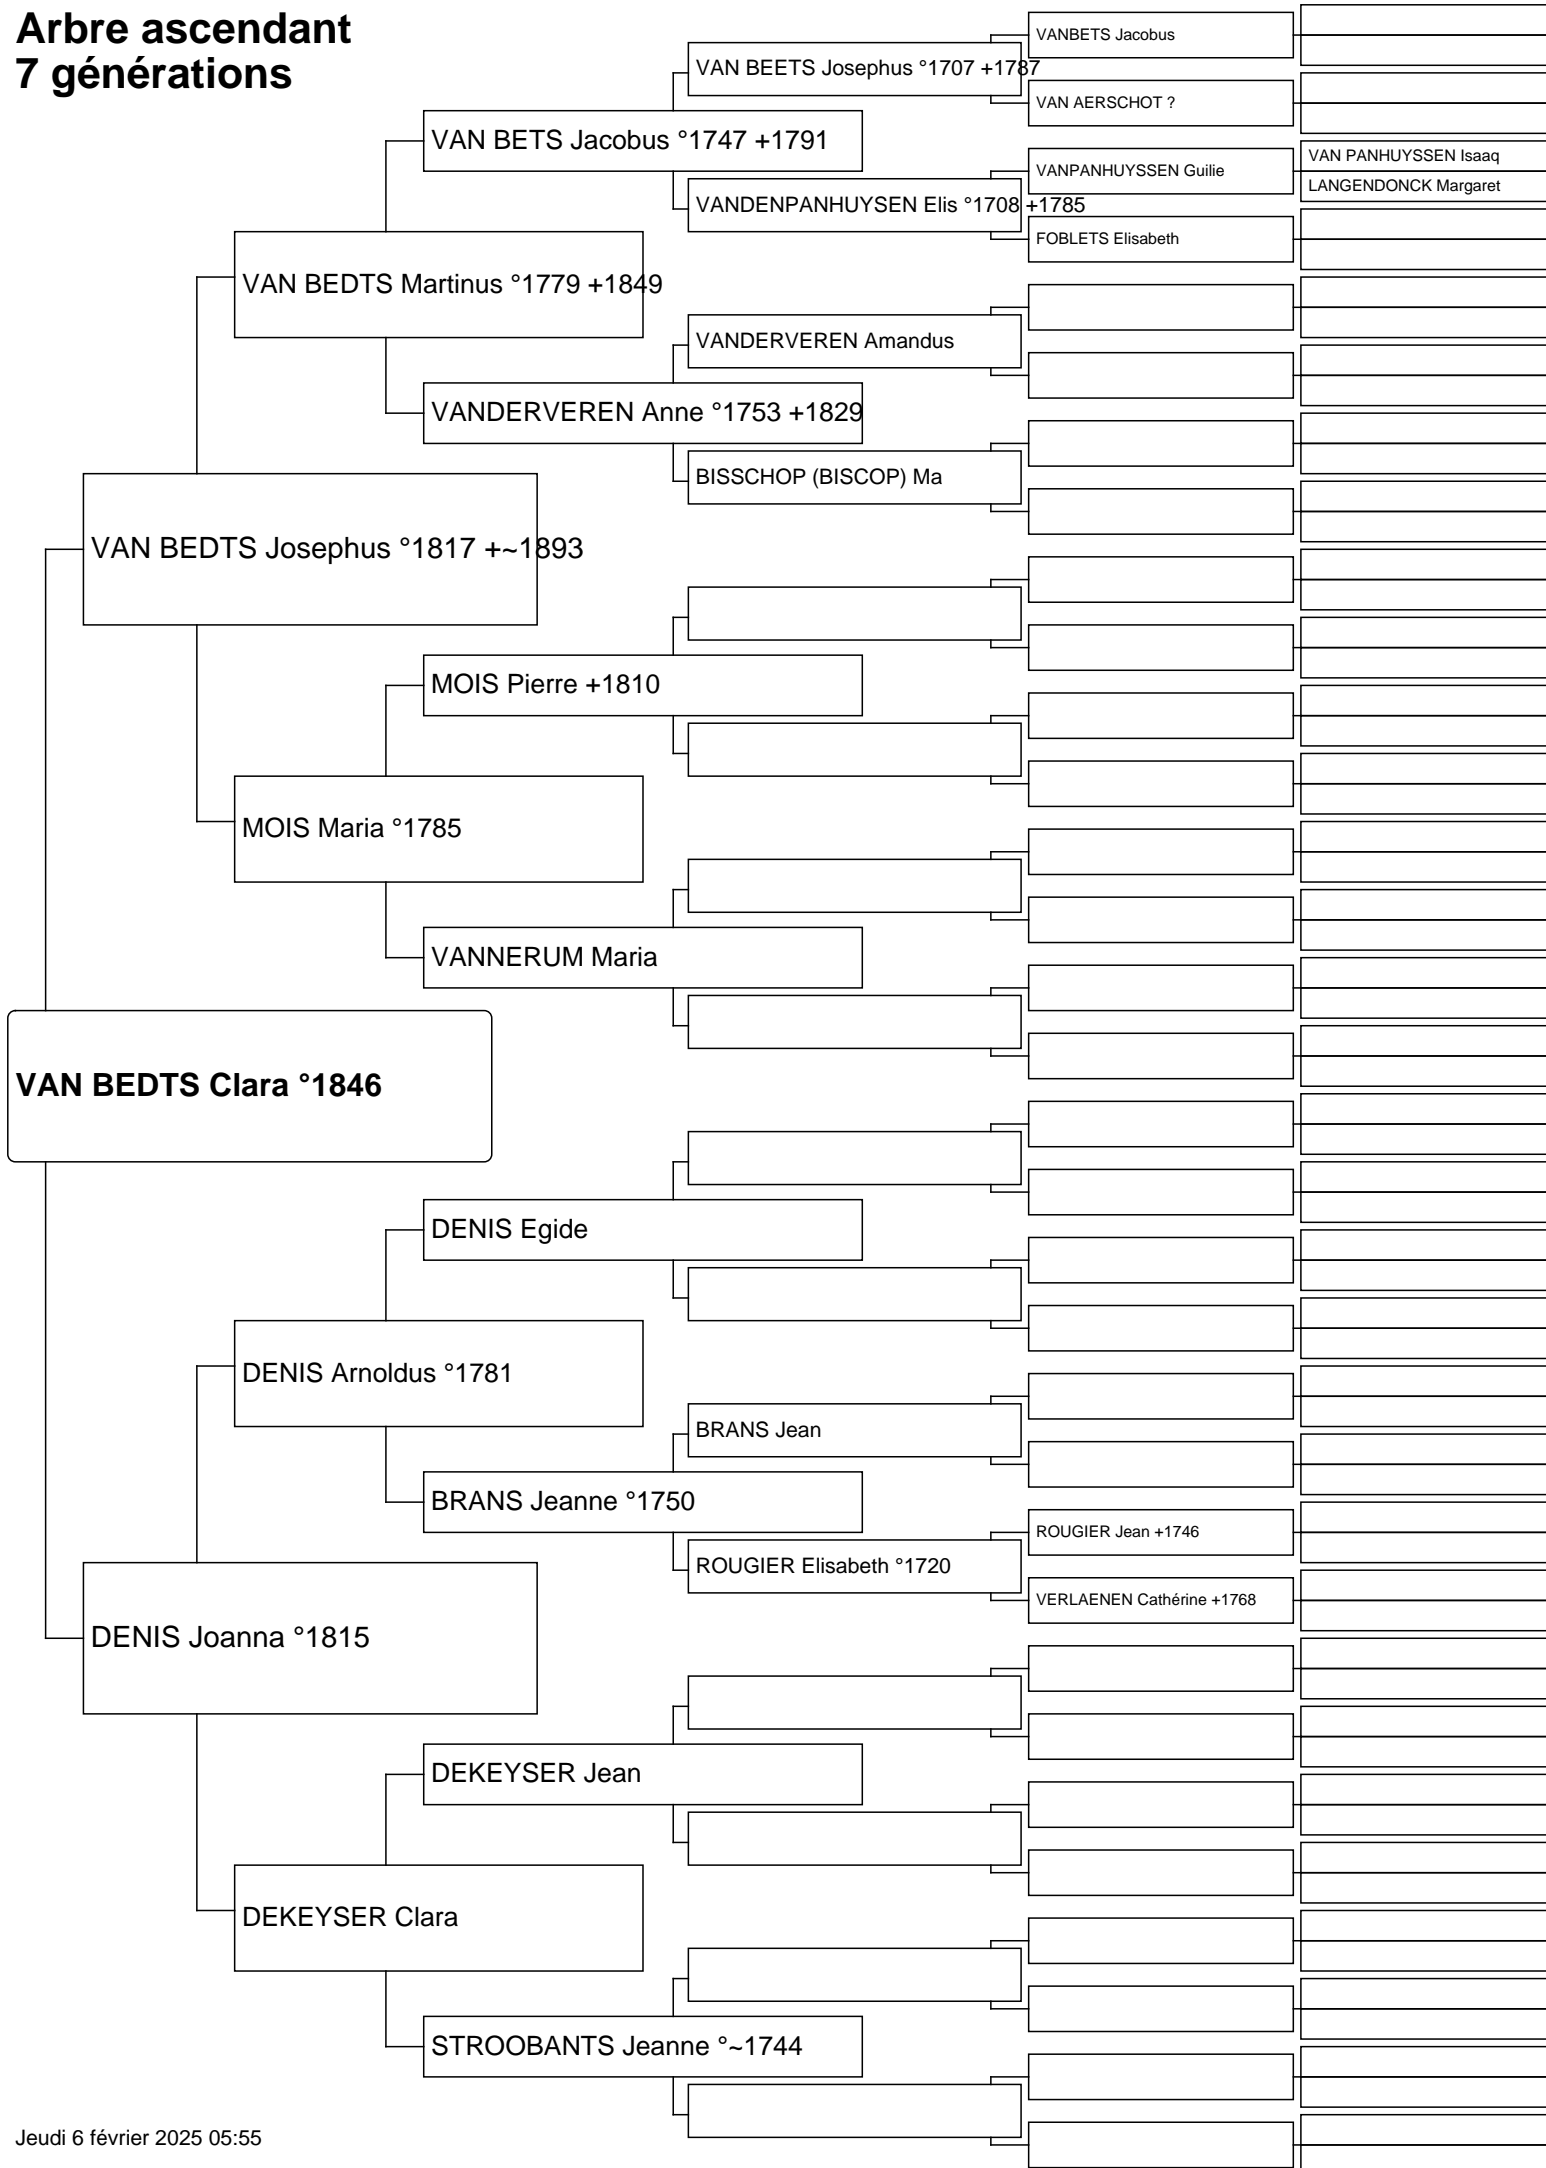 Arbre ascendant
7 générations
VANBETS Jacobus
VAN BEETS Josephus °1707 +1787
VAN AERSCHOT ?
VAN BETS Jacobus °1747 +1791
VAN PANHUYSSEN Isaaq
VANPANHUYSSEN Guilie
LANGENDONCK Margaret
VANDENPANHUYSEN Elis °1708 +1785
FOBLETS Elisabeth
VAN BEDTS Martinus °1779 +1849
VANDERVEREN Amandus
VANDERVEREN Anne °1753 +1829
BISSCHOP (BISCOP) Ma
VAN BEDTS Josephus °1817 +~1893
MOIS Pierre +1810
MOIS Maria °1785
VANNERUM Maria
VAN BEDTS Clara °1846
DENIS Egide
DENIS Arnoldus °1781
BRANS Jean
BRANS Jeanne °1750
ROUGIER Jean +1746
ROUGIER Elisabeth °1720
VERLAENEN Cathérine +1768
DENIS Joanna °1815
DEKEYSER Jean
DEKEYSER Clara
STROOBANTS Jeanne °~1744
Jeudi 6 février 2025 05:55